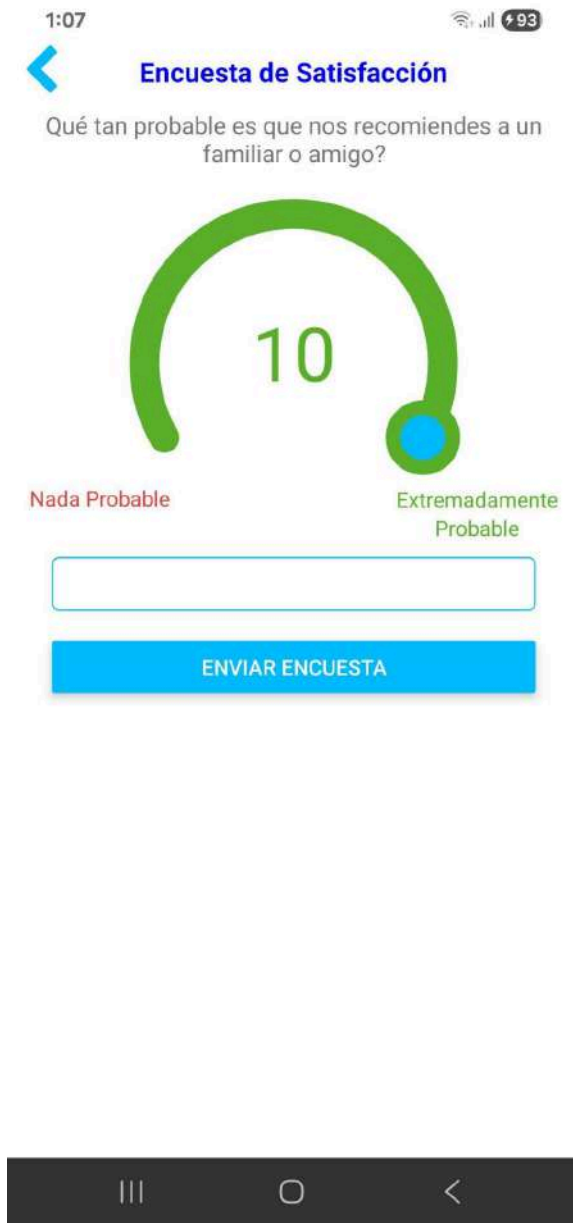 1:07
93
Encuesta de Satisfacción
Qué tan probable es que nos recomiendes a un
familiar o amigo?
10
Nada Probable
Extremadamente
Probable
ENVIAR ENCUESTA